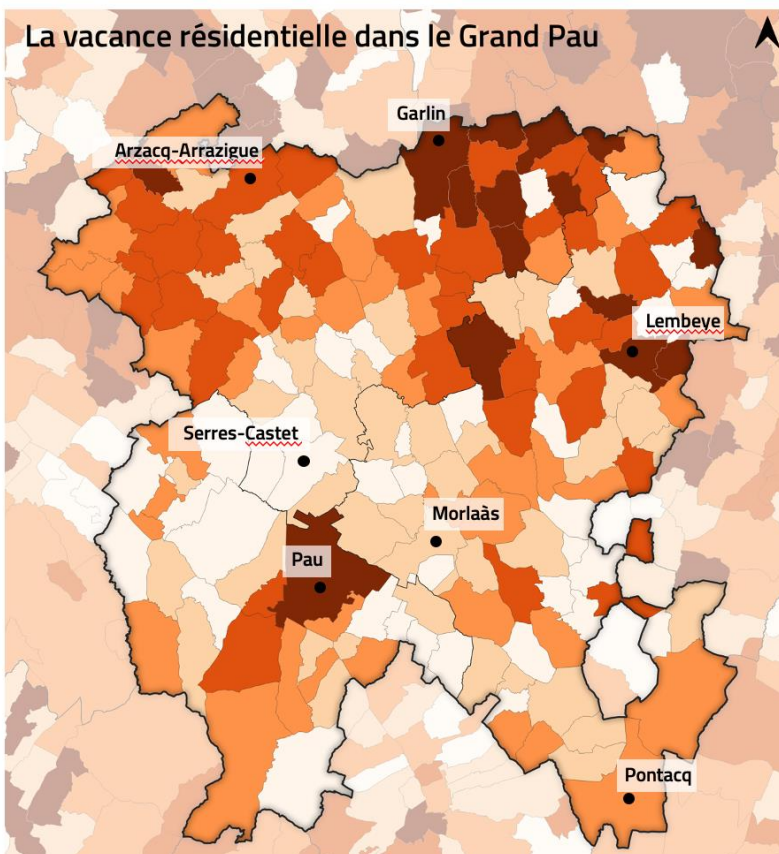 La vacance résidentielle dans le Grand Pau
Garlin
Arzacq-Arrazigue
Lembeye
Serres-Castet
Morlaàs
Pau
Pontacq